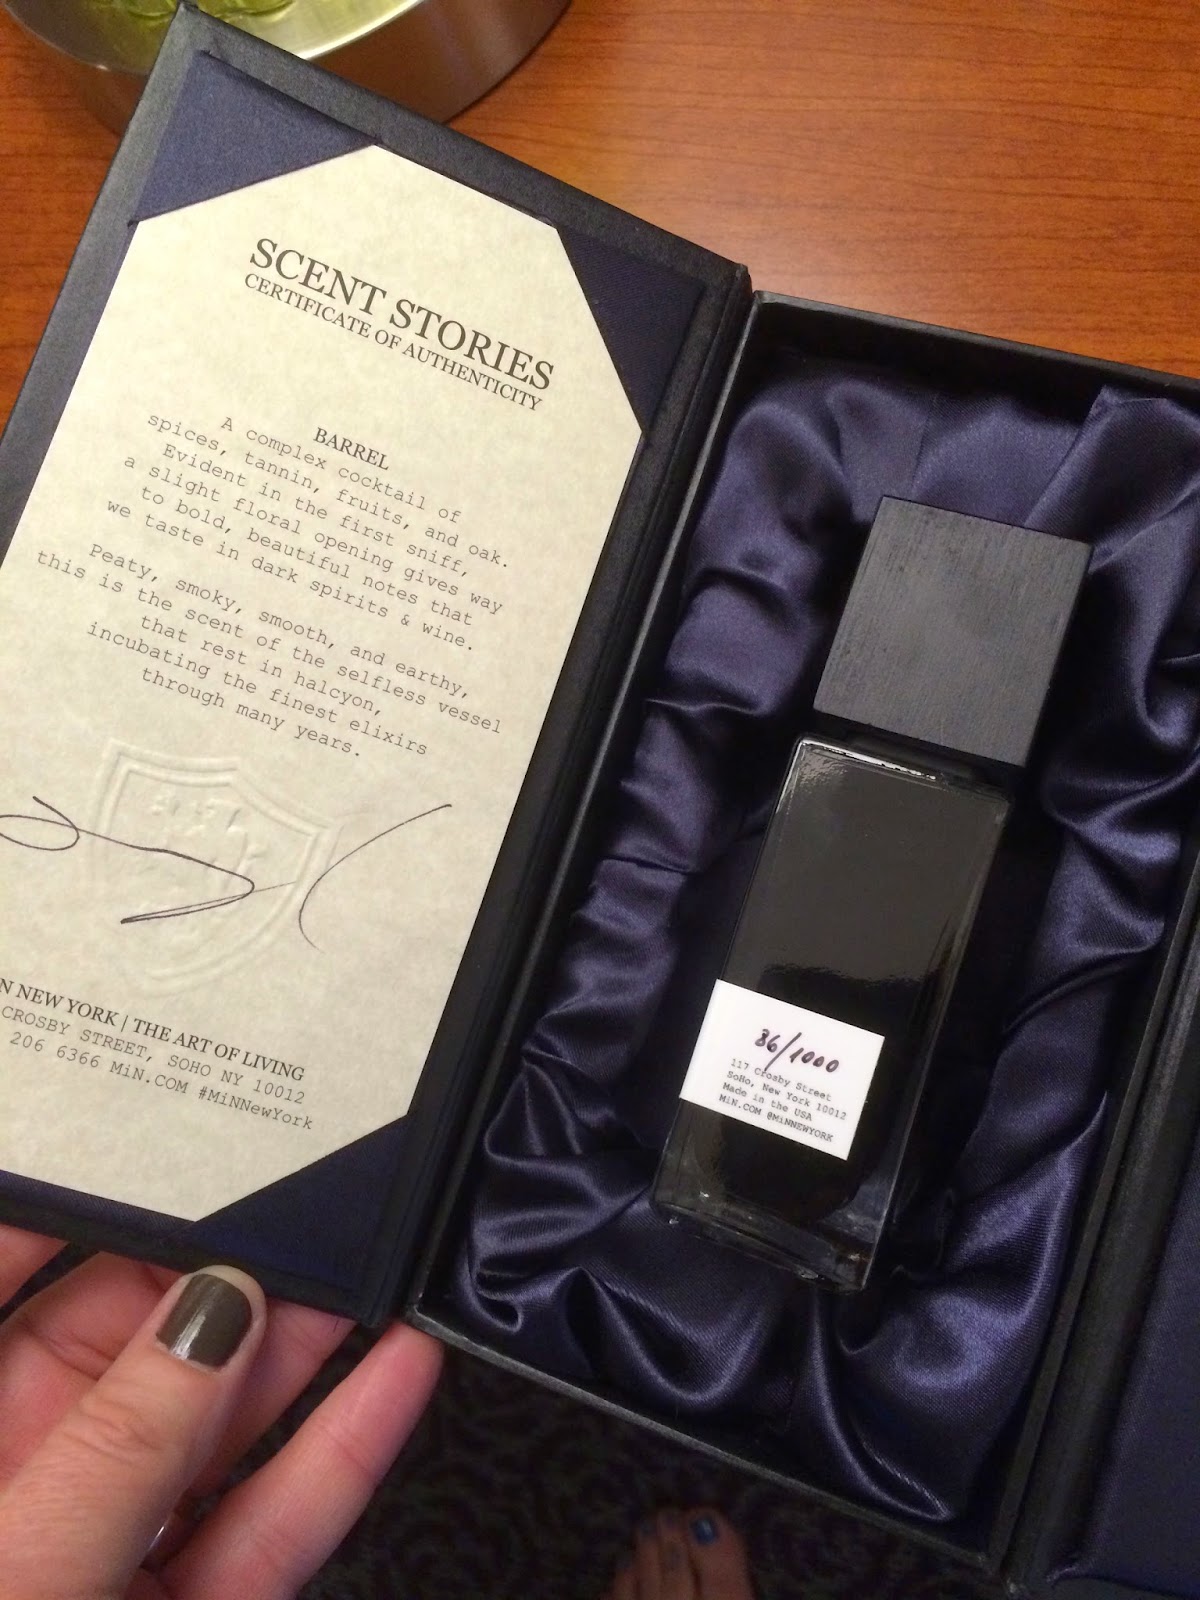 SCENT STORIES
CERTIFICATE OF AUTHENTICITY
BARREL
A complex cocktail of
spices, tannin, fruits, and oak.
Evident in the first sniff,
a slight floral opening gives way
to bold, beautiful notes that
we taste in dark spirits & wine.
Peaty, smoky, smooth, and earthy,
this is the scent of the selfless vessel
that rest in halcyon,
incubating the finest elixirs
through many years.
N NEW YORK | THE ART OF LIVING
CROSBY STREET, SOHO NY 10012
206 6366 MiN.COM #MiNNewYork
86/1000
117 Crosby Street
SoHo, New York 10012
Made in the USA
MiN.COM @MiNNEWYORK